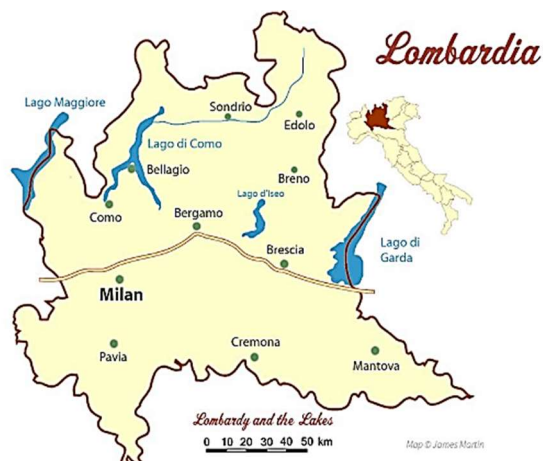 Lombardia
Lago Maggiore
Sondrio
Edolo
Lago di Como
Bellagio
Breno
Lago d'Iseo
Como
Bergamo
Brescia
Lago di
Garda
Milan
Pavia
Cremona
Mantova
Lombardy and the Lakes
0 10 20 30 40 50 km
Map © James Martin